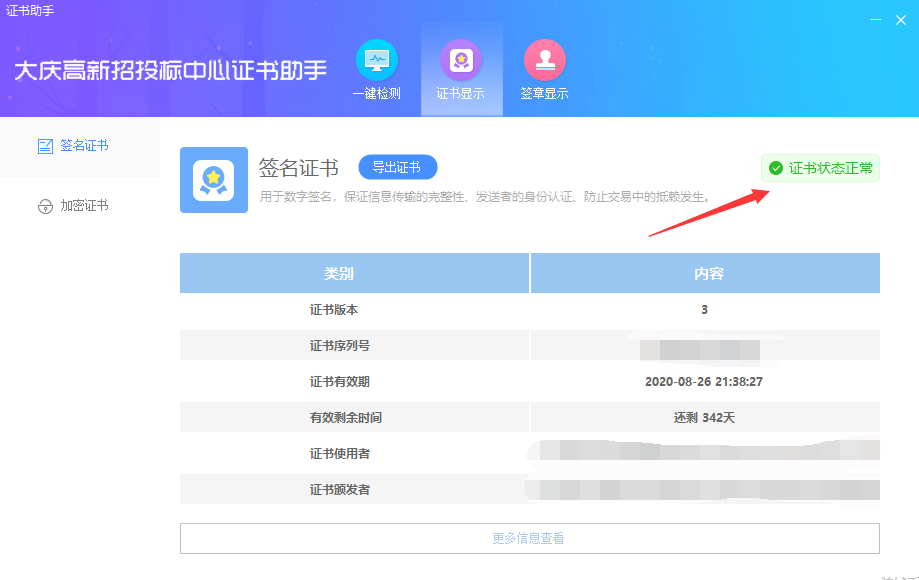 证书助手
大庆高新招投标中心证书助手
一键检测
证书显示
签章显示
签名证书
加密证书
签名证书
导出证书
证书状态正常
用于数字签名，保证信息传输的完整性、发送者的身份认证、防止交易中的抵赖发生。
类别 内容
证书版本 3
证书序列号
证书有效期 2020-08-26 21:38:27
有效剩余时间 还剩 342天
证书使用者
证书颁发者
更多信息查看